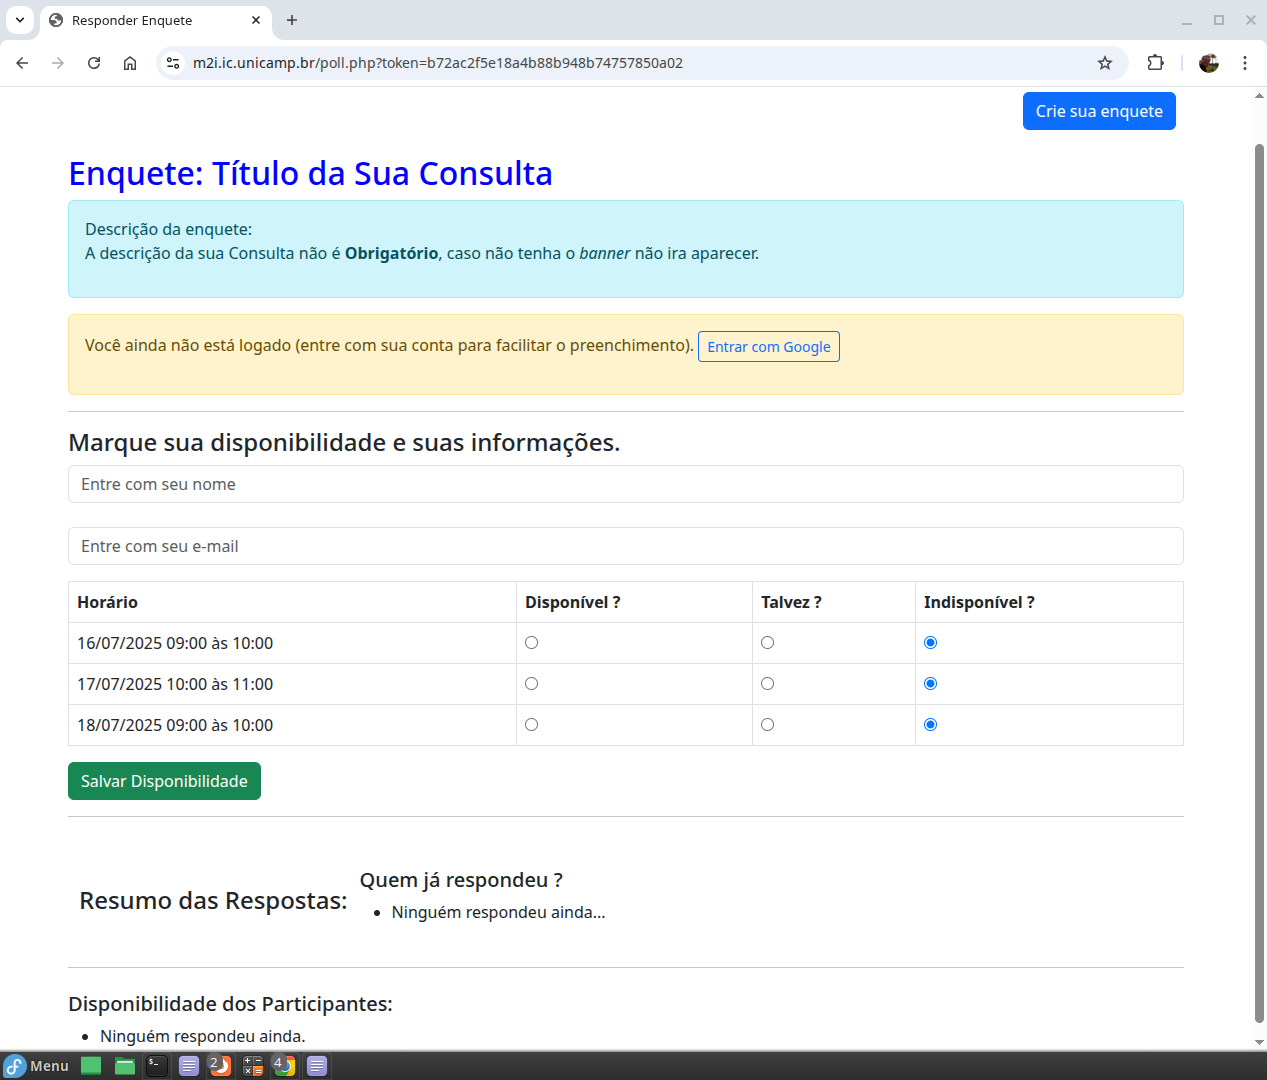 Responder Enquete
m2i.ic.unicamp.br/poll.php?token=b72ac2f5e18a4b88b948b74757850a02
Crie sua enquete
Enquete: Título da Sua Consulta
Descrição da enquete:
A descrição da sua Consulta não é Obrigatório, caso não tenha o banner não ira aparecer.
Você ainda não está logado (entre com sua conta para facilitar o preenchimento). Entrar com Google
Marque sua disponibilidade e suas informações.
Entre com seu nome
Entre com seu e-mail
Horário Disponível ? Talvez ? Indisponível ?
16/07/2025 09:00 às 10:00
17/07/2025 10:00 às 11:00
18/07/2025 09:00 às 10:00
Salvar Disponibilidade
Resumo das Respostas:
Quem já respondeu ?
Ninguém respondeu ainda...
Disponibilidade dos Participantes:
Ninguém respondeu ainda.
Menu 2 4